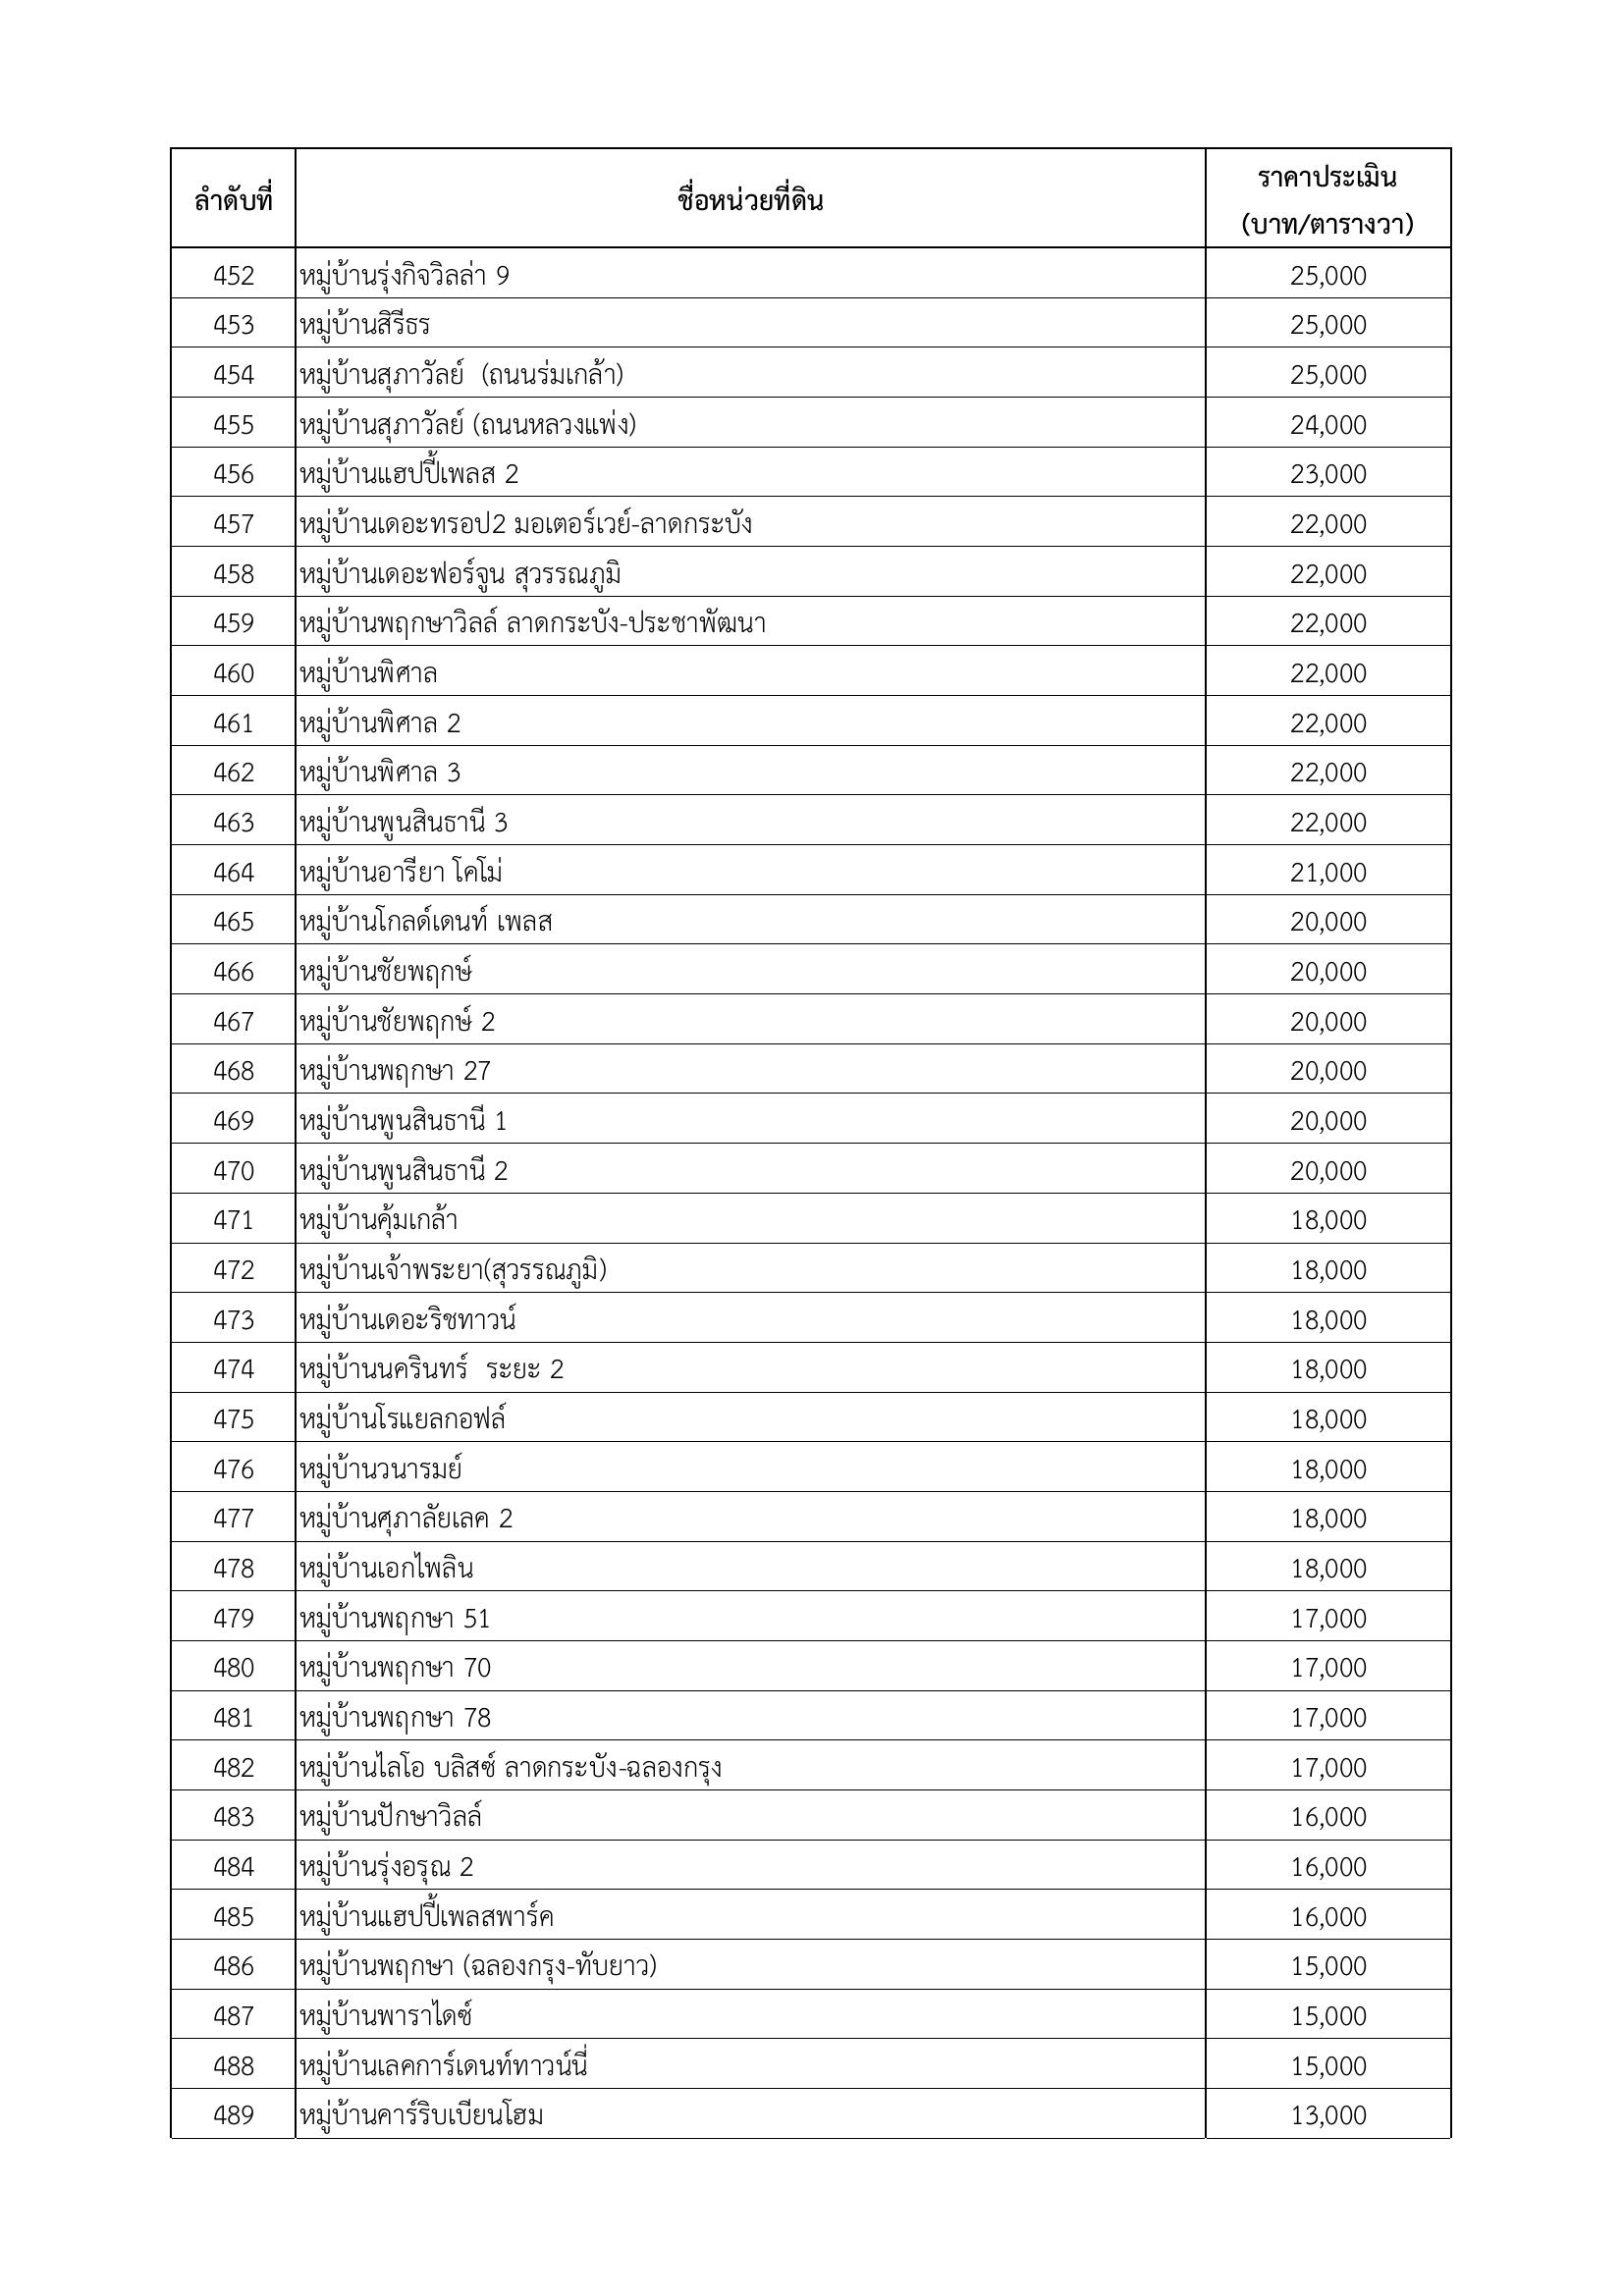 ลำดับที่ ชื่อหน่วยที่ดิน ราคาประเมิน
(บาท/ตารางวา)
452 หมู่บ้านรุ่งกิจวิลล่า 9 25,000
453 หมู่บ้านสิรีธร 25,000
454 หมู่บ้านสุภาวัลย์  (ถนนร่มเกล้า) 25,000
455 หมู่บ้านสุภาวัลย์ (ถนนหลวงแพ่ง) 24,000
456 หมู่บ้านแฮปปี้เพลส 2 23,000
457 หมู่บ้านเดอะทรอป2 มอเตอร์เวย์-ลาดกระบัง 22,000
458 หมู่บ้านเดอะฟอร์จูน สุวรรณภูมิ 22,000
459 หมู่บ้านพฤกษาวิลล์ ลาดกระบัง-ประชาพัฒนา 22,000
460 หมู่บ้านพิศาล 22,000
461 หมู่บ้านพิศาล 2 22,000
462 หมู่บ้านพิศาล 3 22,000
463 หมู่บ้านพูนสินธานี 3 22,000
464 หมู่บ้านอารียา โคโม่ 21,000
465 หมู่บ้านโกลด์เดนท์ เพลส 20,000
466 หมู่บ้านชัยพฤกษ์ 20,000
467 หมู่บ้านชัยพฤกษ์ 2 20,000
468 หมู่บ้านพฤกษา 27 20,000
469 หมู่บ้านพูนสินธานี 1 20,000
470 หมู่บ้านพูนสินธานี 2 20,000
471 หมู่บ้านคุ้มเกล้า 18,000
472 หมู่บ้านเจ้าพระยา(สุวรรณภูมิ) 18,000
473 หมู่บ้านเดอะริชทาวน์ 18,000
474 หมู่บ้านนครินทร์  ระยะ 2 18,000
475 หมู่บ้านโรแยลกอฟล์ 18,000
476 หมู่บ้านวนารมย์ 18,000
477 หมู่บ้านศุภาลัยเลค 2 18,000
478 หมู่บ้านเอกไพลิน 18,000
479 หมู่บ้านพฤกษา 51 17,000
480 หมู่บ้านพฤกษา 70 17,000
481 หมู่บ้านพฤกษา 78 17,000
482 หมู่บ้านไลโอ บลิสซ์ ลาดกระบัง-ฉลองกรุง 17,000
483 หมู่บ้านปักษาวิลล์ 16,000
484 หมู่บ้านรุ่งอรุณ 2 16,000
485 หมู่บ้านแฮปปี้เพลสพาร์ค 16,000
486 หมู่บ้านพฤกษา (ฉลองกรุง-ทับยาว) 15,000
487 หมู่บ้านพาราไดซ์ 15,000
488 หมู่บ้านเลคการ์เดนท์ทาวน์นี่ 15,000
489 หมู่บ้านคาร์ริบเบียนโฮม 13,000